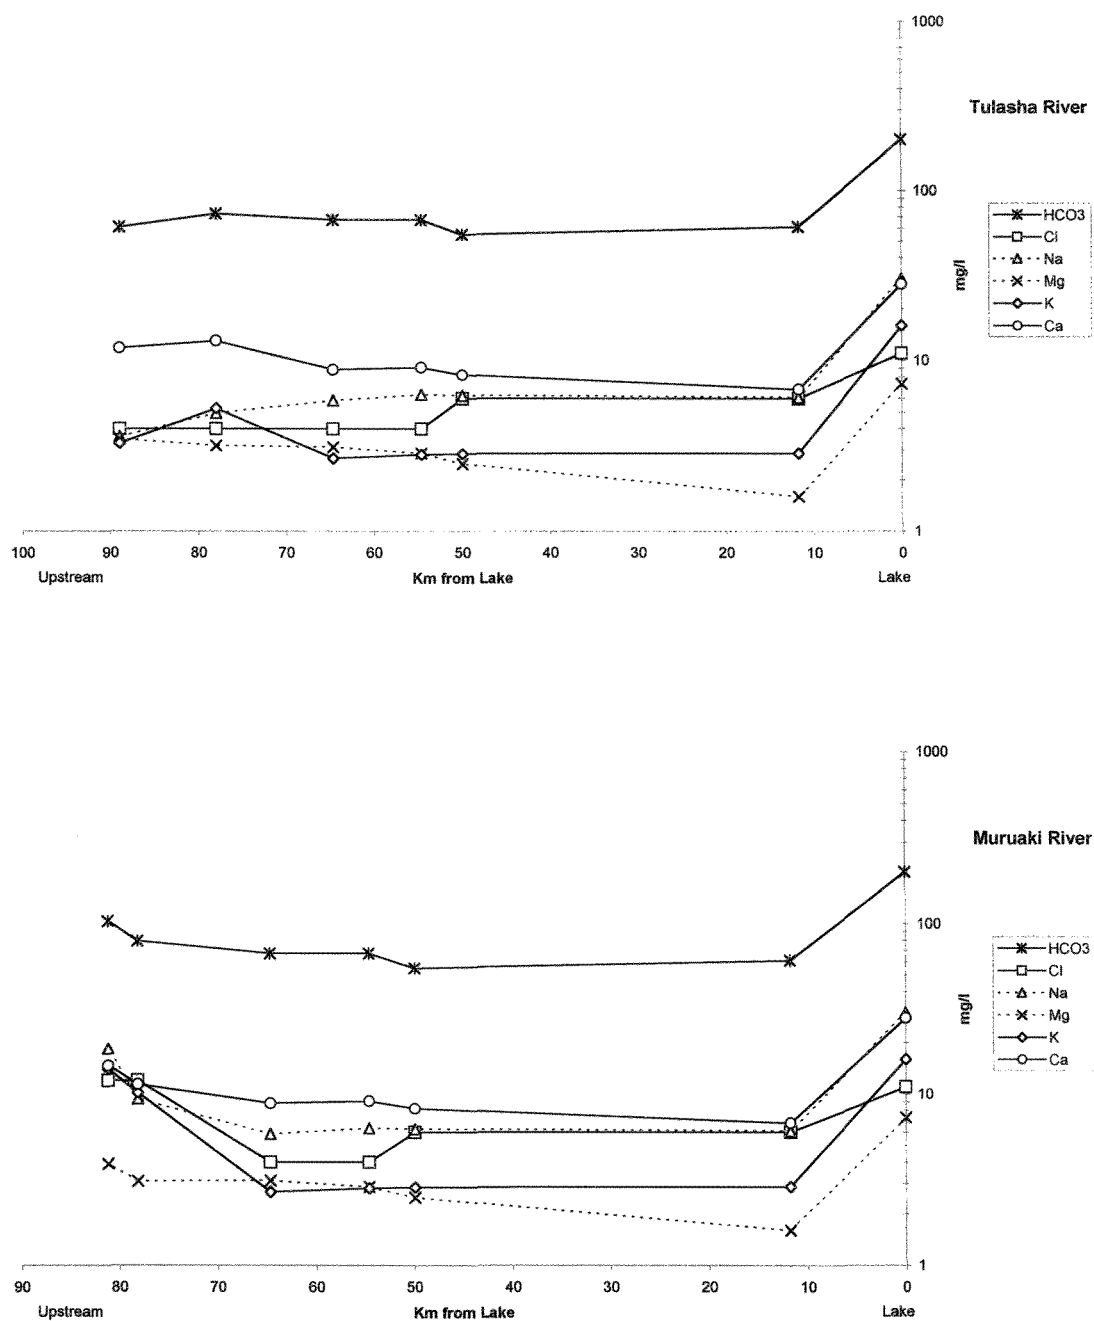 1000
Tulasha River
100
HCO3
Cl
Na
Mg
K
Ca
mg/l
10
1
100 90 80 70 60 50 40 30 20 10 0
Upstream Km from Lake Lake
1000
Muruaki River
100
HCO3
Cl
Na
Mg
K
Ca
mg/l
10
1
90 80 70 60 50 40 30 20 10 0
Upstream Km from Lake Lake